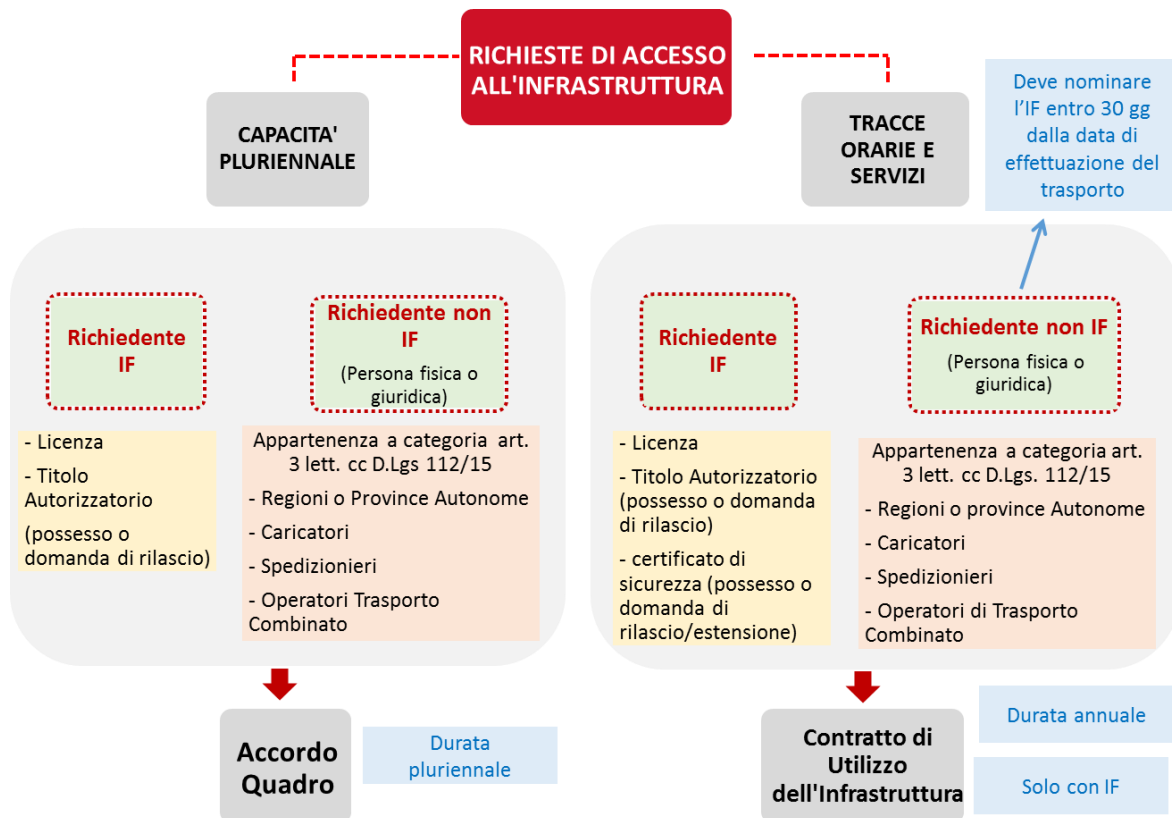 RICHIESTE DI ACCESSO
ALL'INFRASTRUTTURA
CAPACITA'
PLURIENNALE
TRACCE
ORARIE E
SERVIZI
Deve nominare
l'IF entro 30 gg
dalla data di
effettuazione del
trasporto
Richiedente
IF
Richiedente non
IF
(Persona fisica o
giuridica)
- Licenza
- Titolo
Autorizzatorio
(possesso o
domanda di rilascio)
Appartenenza a categoria art.
3 lett. cc D.Lgs 112/15
- Regioni o Province Autonome
- Caricatori
- Spedizionieri
- Operatori Trasporto
Combinato
Richiedente
IF
Richiedente non IF
(Persona fisica o
giuridica)
- Licenza
- Titolo Autorizzatorio
(possesso o domanda
di rilascio)
- certificato di
sicurezza (possesso o
domanda di
rilascio/estensione)
Appartenenza a categoria art.
3 lett. cc D.Lgs. 112/15
- Regioni o province Autonome
- Caricatori
- Spedizionieri
- Operatori di Trasporto
Combinato
Accordo
Quadro
Durata
pluriennale
Contratto di
Utilizzo
dell'Infrastruttura
Durata annuale
Solo con IF